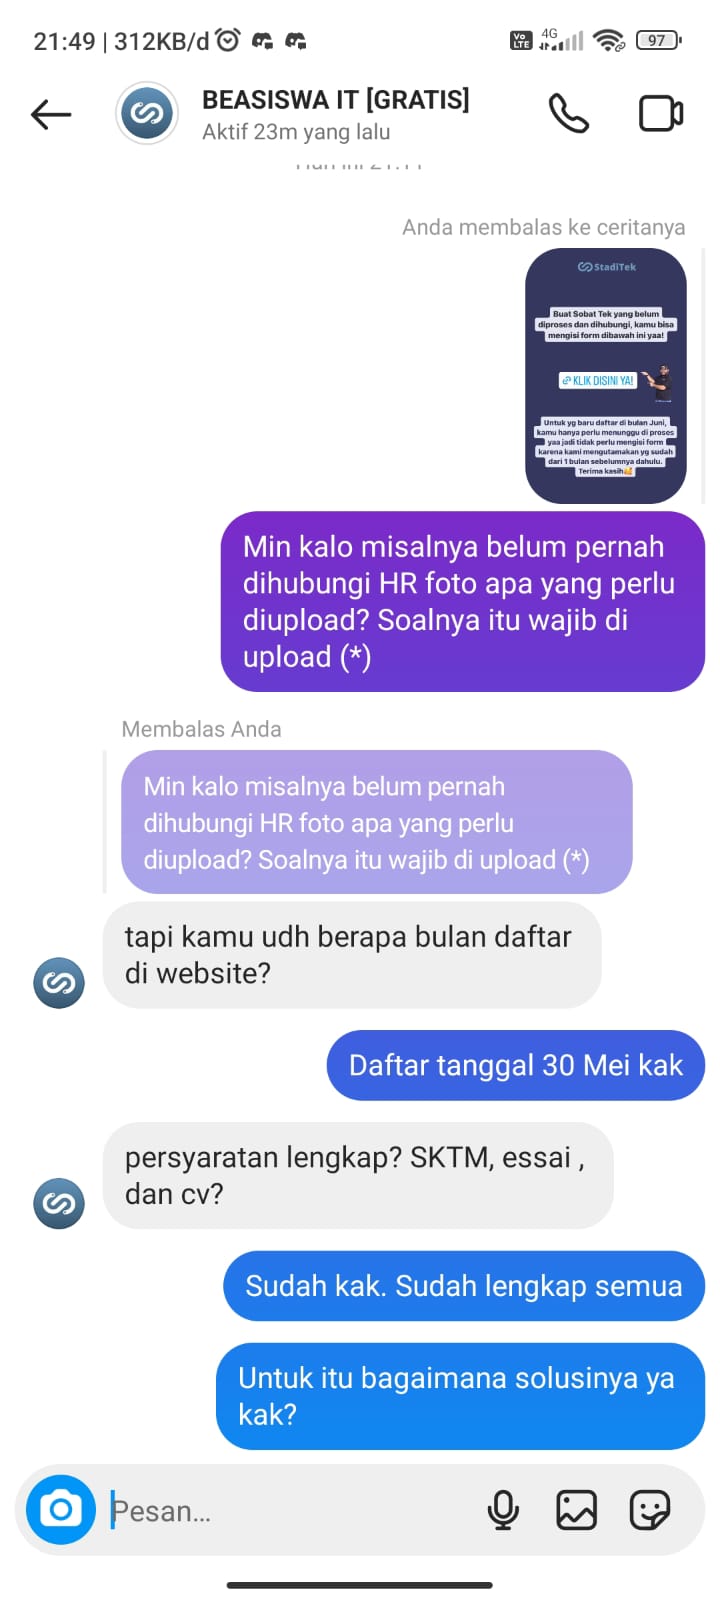 21:49 | 312KB/d
Vo LTE
4G
97
BEASISWA IT [GRATIS]
Aktif 23m yang lalu
Anda membalas ke ceritanya
StadiTek
Buat Sobat Tek yang belum
diproses dan dihubungi, kamu bisa
mengisi form dibawah ini yaa!
KLIK DISINI YA!
Untuk yg baru daftar di bulan Juni,
kamu hanya perlu menunggu di proses
yaa jadi tidak perlu mengisi form
karena kami mengutamakan yg sudah
dari 1 bulan sebelumnya dahulu.
Terima kasih🥰
Min kalo misalnya belum pernah
dihubungi HR foto apa yang perlu
diupload? Soalnya itu wajib di
upload (*)
Membalas Anda
Min kalo misalnya belum pernah
dihubungi HR foto apa yang perlu
diupload? Soalnya itu wajib di upload (*)
tapi kamu udh berapa bulan daftar
di website?
Daftar tanggal 30 Mei kak
persyaratan lengkap? SKTM, essai ,
dan cv?
Sudah kak. Sudah lengkap semua
Untuk itu bagaimana solusinya ya
kak?
Pesan...